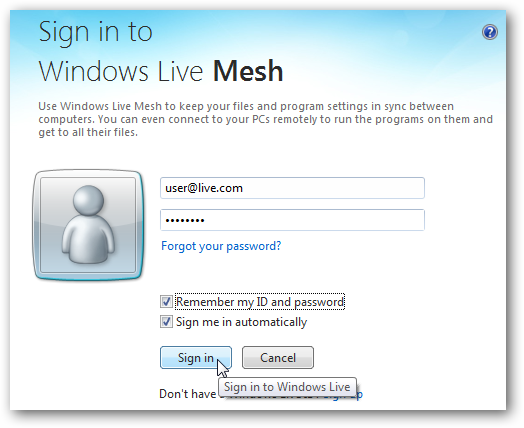 Sign in to
Windows Live Mesh
Use Windows Live Mesh to keep your files and program settings in sync between
computers. You can even connect to your PCs remotely to run the programs on them and
get to all their files.
user@live.com
••••••••
Forgot your password?
Remember my ID and password
Sign me in automatically
Sign in
Cancel
Sign in to Windows Live
Don't have